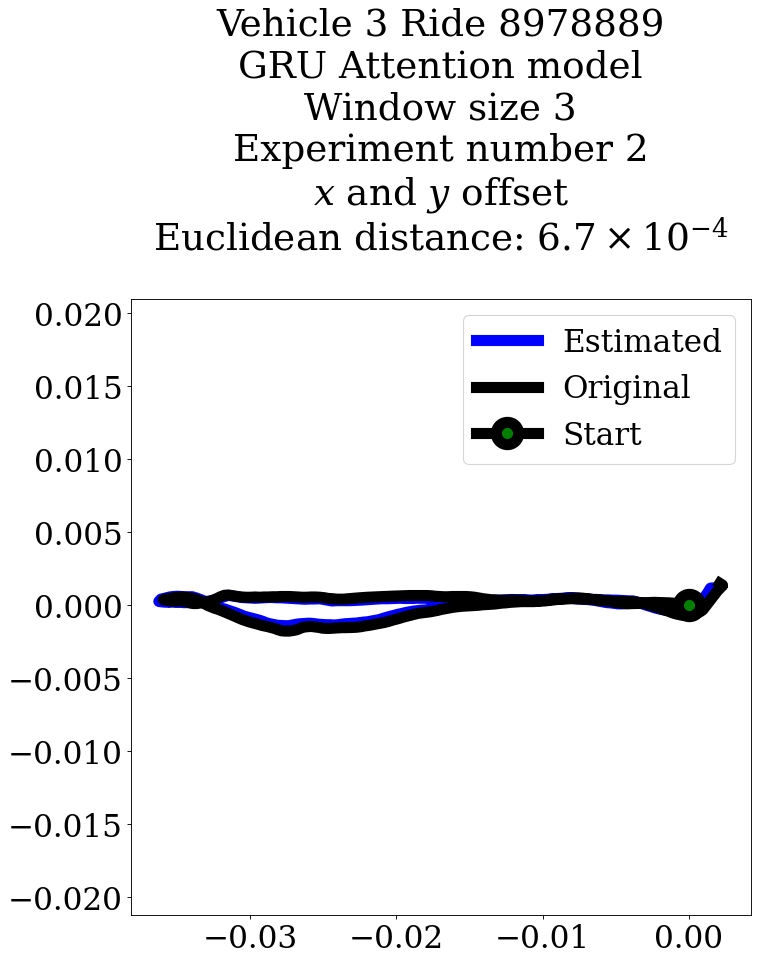 Vehicle 3 Ride 8978889
GRU Attention model
Window size 3
Experiment number 2
x and y offset
Euclidean distance: 6.7 × 10⁻⁴
Estimated
Original
Start
0.020
0.015
0.010
0.005
0.000
−0.005
−0.010
−0.015
−0.020
−0.03 −0.02 −0.01 0.00